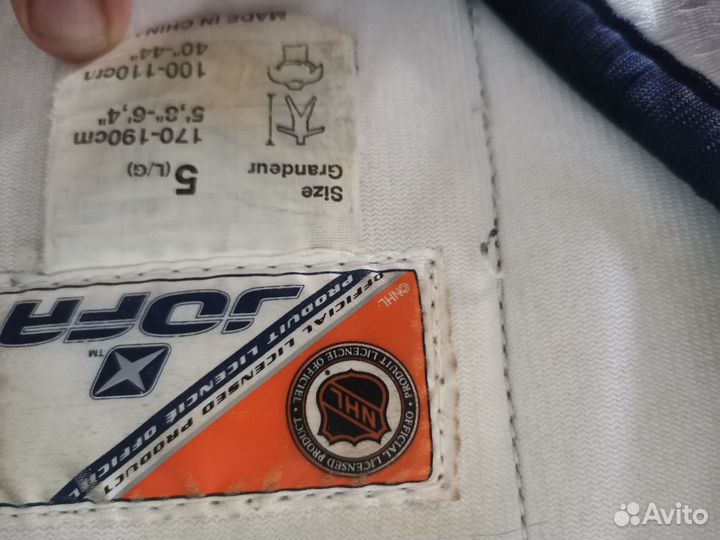 Size
Grandeur
5 (L/G)
170-190cm
5',8"-6',4"
100-110cm
40"-44"
MADE IN CHINA
JOFA
TM
OFFICIAL LICENSED PRODUCT
PRODUIT LICENCIÉ OFFICIEL
©NHL
NHL
OFFICIAL LICENSED PRODUCT
PRODUIT LICENCIÉ OFFICIEL
Avito